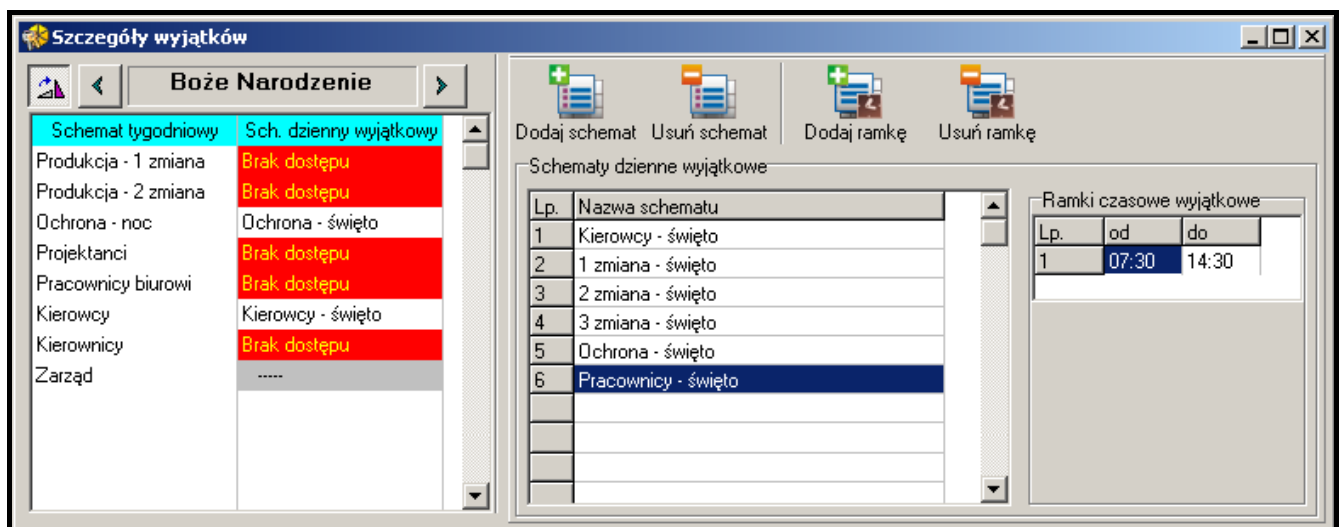 Szczegóły wyjątków
Boże Narodzenie
Schemat tygodniowy Sch. dzienny wyjątkowy
Produkcja - 1 zmiana Brak dostępu
Produkcja - 2 zmiana Brak dostępu
Ochrona - noc Ochrona - święto
Projektanci Brak dostępu
Pracownicy biurowi Brak dostępu
Kierowcy Kierowcy - święto
Kierownicy Brak dostępu
Zarząd -----
Dodaj schemat Usuń schemat Dodaj ramkę Usuń ramkę
Schematy dzienne wyjątkowe
Lp. Nazwa schematu
1 Kierowcy - święto
2 1 zmiana - święto
3 2 zmiana - święto
4 3 zmiana - święto
5 Ochrona - święto
6 Pracownicy - święto
Ramki czasowe wyjątkowe
Lp. od do
1 07:30 14:30